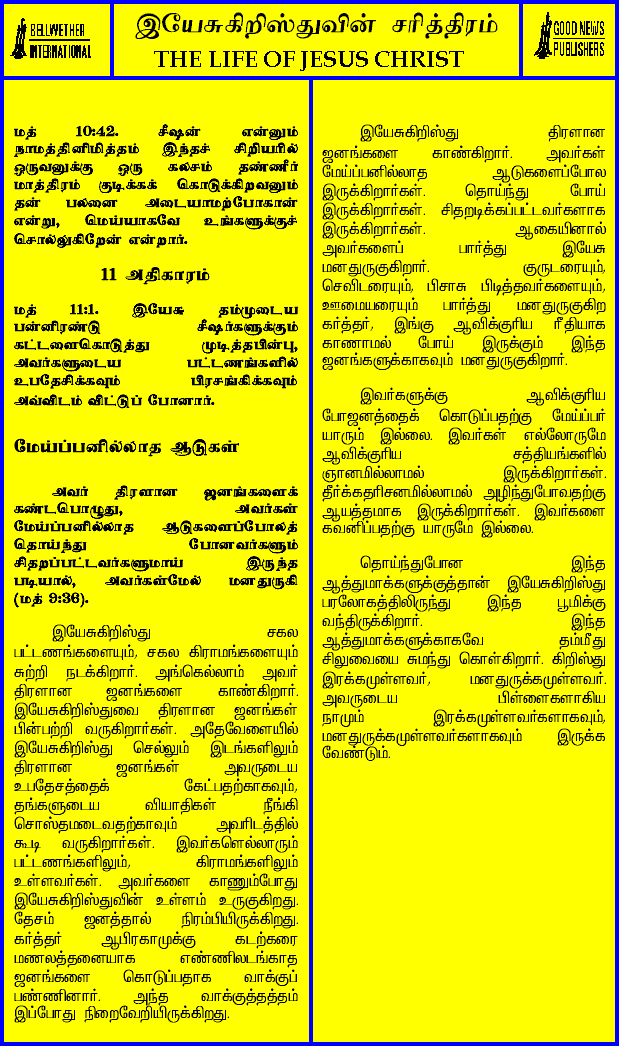 BELLWETHER
INTERNATIONAL
இயேசுகிறிஸ்துவின் சரித்திரம்
THE LIFE OF JESUS CHRIST
GOOD NEWS
PUBLISHERS
மத் 10:42. சீஷன் என்னும்
நாமத்தினிமித்தம் இந்தச் சிறியரில்
ஒருவனுக்கு ஒரு கலசம் தண்ணீர்
மாத்திரம் குடிக்கக் கொடுக்கிறவனும்
தன் பலனை அடையாமற்போகான்
என்று, மெய்யாகவே உங்களுக்குச்
சொல்லுகிறேன் என்றார்.
11 அதிகாரம்
மத் 11:1. இயேசு தம்முடைய
பன்னிரண்டு சீஷர்களுக்கும்
கட்டளைகொடுத்து முடித்தபின்பு,
அவர்களுடைய பட்டணங்களில்
உபதேசிக்கவும் பிரசங்கிக்கவும்
அவ்விடம் விட்டுப் போனார்.
மேய்ப்பனில்லாத ஆடுகள்
அவர் திரளான ஜனங்களைக்
கண்டபொழுது, அவர்கள்
மேய்ப்பனில்லாத ஆடுகளைப்போலத்
தொய்ந்து போனவர்களும்
சிதறப்பட்டவர்களுமாய் இருந்த
படியால், அவர்கள்மேல் மனதுருகி
(மத் 9:36).
இயேசுகிறிஸ்து சகல
பட்டணங்களையும், சகல கிராமங்களையும்
சுற்றி நடக்கிறார். அங்கெல்லாம் அவர்
திரளான ஜனங்களை காண்கிறார்.
இயேசுகிறிஸ்துவை திரளான ஜனங்கள்
பின்பற்றி வருகிறார்கள். அதேவேளையில்
இயேசுகிறிஸ்து செல்லும் இடங்களிலும்
திரளான ஜனங்கள் அவருடைய
உபதேசத்தைக் கேட்பதற்காகவும்,
தங்களுடைய வியாதிகள் நீங்கி
சொஸ்தமடைவதற்காவும் அவரிடத்தில்
கூடி வருகிறார்கள். இவர்களெல்லாரும்
பட்டணங்களிலும், கிராமங்களிலும்
உள்ளவர்கள். அவர்களை காணும்போது
இயேசுகிறிஸ்துவின் உள்ளம் உருகுகிறது.
தேசம் ஜனத்தால் நிரம்பியிருக்கிறது.
கர்த்தர் ஆபிரகாமுக்கு கடற்கரை
மணலத்தனையாக எண்ணிலடங்காத
ஜனங்களை கொடுப்பதாக வாக்குப்
பண்ணினார். அந்த வாக்குத்தத்தம்
இப்போது நிறைவேறியிருக்கிறது.
இயேசுகிறிஸ்து திரளான
ஜனங்களை காண்கிறார். அவர்கள்
மேய்ப்பனில்லாத ஆடுகளைப்போல
இருக்கிறார்கள். தொய்ந்து போய்
இருக்கிறார்கள். சிதறடிக்கப்பட்டவர்களாக
இருக்கிறார்கள். ஆகையினால்
அவர்களைப் பார்த்து இயேசு
மனதுருகுகிறார். குருடரையும்,
செவிடரையும், பிசாசு பிடித்தவர்களையும்,
ஊமையரையும் பார்த்து மனதுருகுகிற
கர்த்தர், இங்கு ஆவிக்குரிய ரீதியாக
காணாமல் போய் இருக்கும் இந்த
ஜனங்களுக்காகவும் மனதுருகுகிறார்.
இவர்களுக்கு ஆவிக்குரிய
போஜனத்தைக் கொடுப்பதற்கு மேய்ப்பர்
யாரும் இல்லை. இவர்கள் எல்லோருமே
ஆவிக்குரிய சத்தியங்களில்
ஞானமில்லாமல் இருக்கிறார்கள்.
தீர்க்கதரிசனமில்லாமல் அழிந்துபோவதற்கு
ஆயத்தமாக இருக்கிறார்கள். இவர்களை
கவனிப்பதற்கு யாருமே இல்லை.
தொய்ந்துபோன இந்த
ஆத்துமாக்களுக்குத்தான் இயேசுகிறிஸ்து
பரலோகத்திலிருந்து இந்த பூமிக்கு
வந்திருக்கிறார். இந்த
ஆத்துமாக்களுக்காகவே தம்மீது
சிலுவையை சுமந்து கொள்கிறார். கிறிஸ்து
இரக்கமுள்ளவர், மனதுருக்கமுள்ளவர்.
அவருடைய பிள்ளைகளாகிய
நாமும் இரக்கமுள்ளவர்களாகவும்,
மனதுருக்கமுள்ளவர்களாகவும் இருக்க
வேண்டும்.